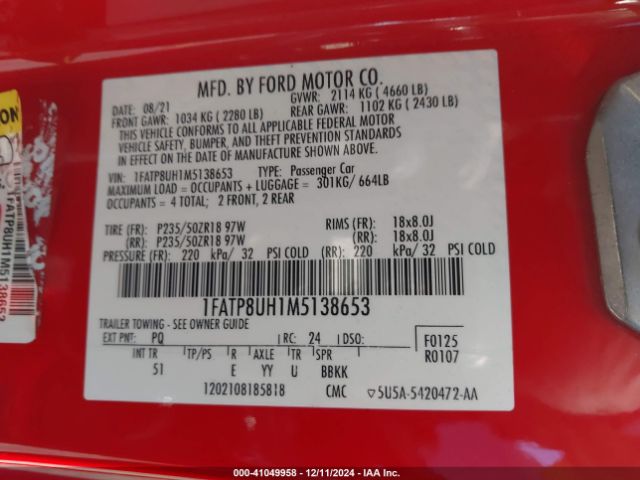 MFD. BY FORD MOTOR CO.
DATE: 08/21 GVWR: 2114 KG ( 4660 LB)
FRONT GAWR: 1034 KG ( 2280 LB) REAR GAWR: 1102 KG ( 2430 LB)
THIS VEHICLE CONFORMS TO ALL APPLICABLE FEDERAL MOTOR
VEHICLE SAFETY, BUMPER, AND THEFT PREVENTION STANDARDS
IN EFFECT ON THE DATE OF MANUFACTURE SHOWN ABOVE.
VIN: 1FATP8UH1M5138653 TYPE: Passenger Car
MAXIMUM LOAD = OCCUPANTS + LUGGAGE = 301KG/ 664LB
OCCUPANTS = 4 TOTAL; 2 FRONT, 2 REAR
TIRE (FR): P235/50ZR18 97W RIMS (FR): 18x8.0J
(RR): P235/50ZR18 97W (RR): 18x8.0J
PRESSURE (FR): 220 kPa/ 32 PSI COLD (RR): 220 kPa/ 32 PSI COLD
1FATP8UH1M5138653
TRAILER TOWING - SEE OWNER GUIDE
EXT PNT: PQ RC: 24 DSO: F0125
INT TR TP/PS R AXLE TR SPR R0107
51 E YY U BBKK
1202108185818 CMC ▽5U5A-5420472-AA
1FATP8UH1M5138653
000-41049958 - 12/11/2024 - IAA Inc.